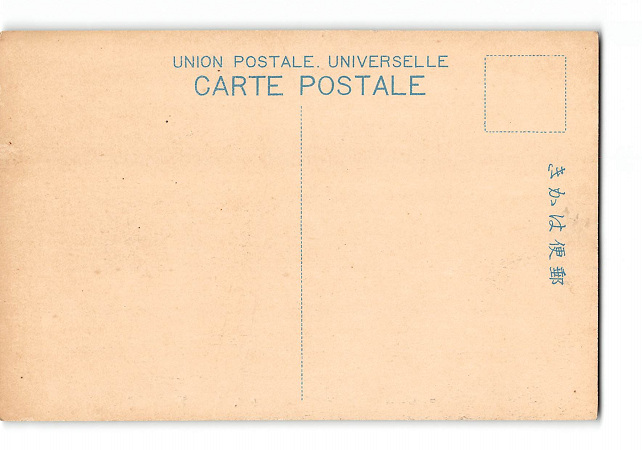 UNION POSTALE. UNIVERSELLE
CARTE POSTALE
きかは便郵